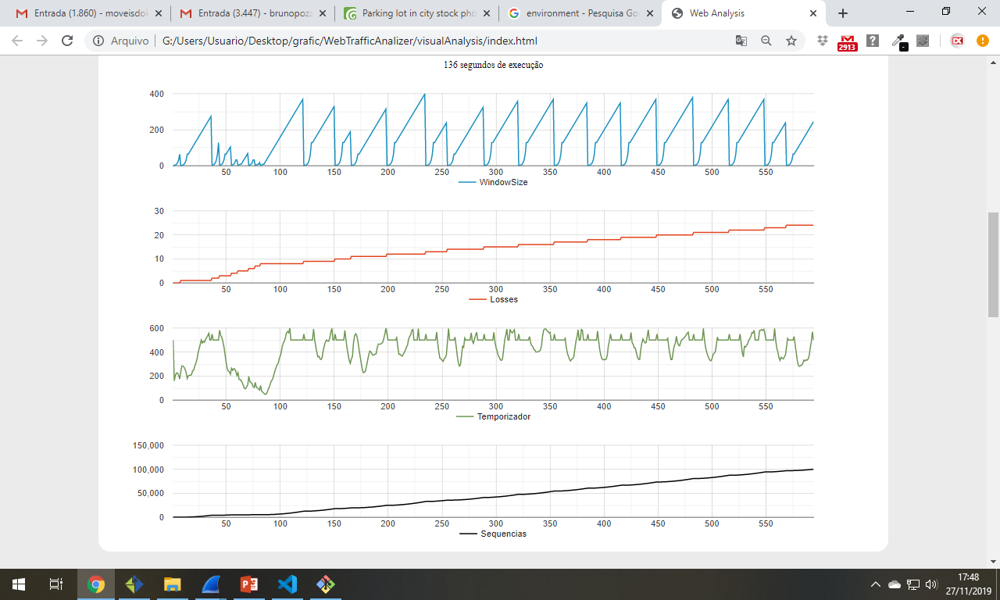 Entrada (1.860) - moveisdo
Entrada (3.447) - brunopoz
Parking lot in city stock pho
environment - Pesquisa Go
Web Analysis
Arquivo G:/Users/Usuario/Desktop/grafic/WebTrafficAnalizer/visualAnalysis/index.html
2913
136 segundos de execução
400
200
0
50 100 150 200 250 300 350 400 450 500 550
WindowSize
30
20
10
0
50 100 150 200 250 300 350 400 450 500 550
Losses
600
400
200
0
50 100 150 200 250 300 350 400 450 500 550
Temporizador
150,000
100,000
50,000
0
50 100 150 200 250 300 350 400 450 500 550
Sequencias
17:48
27/11/2019